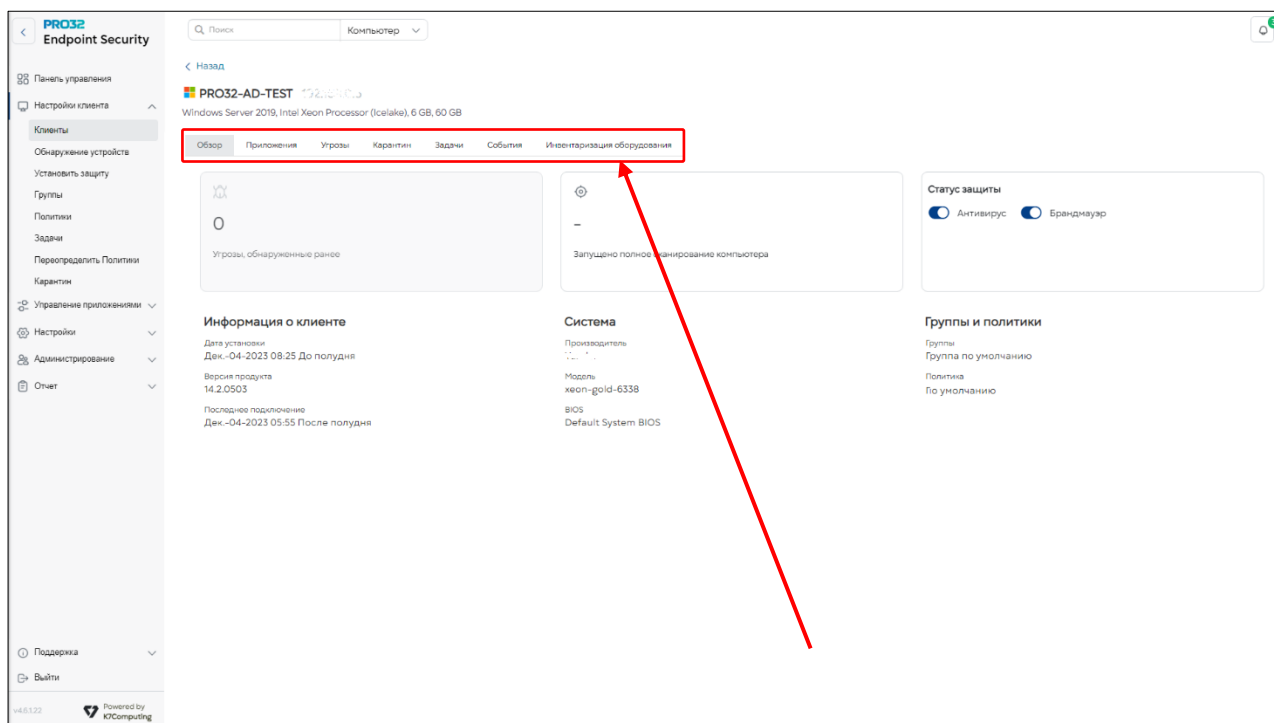 PRO32
Endpoint Security
Поиск
Компьютер
Назад
PRO32-AD-TEST
Windows Server 2019, Intel Xeon Processor (Icelake), 6 GB, 60 GB
Обзор Приложения Угрозы Карантин Задачи События Инвентаризация оборудования
Панель управления
Настройки клиента
Клиенты
Обнаружение устройств
Установить защиту
Группы
Политики
Задачи
Переопределить Политики
Карантин
Управление приложениями
Настройки
Администрирование
Отчет
0
Угрозы, обнаруженные ранее
–
Запущено полное сканирование компьютера
Статус защиты
Антивирус Брандмауэр
Информация о клиенте
Дата установки
Дек.-04-2023 08:25 До полудня
Версия продукта
14.2.0503
Последнее подключение
Дек.-04-2023 05:55 После полудня
Система
Производитель
Модель
xeon-gold-6338
BIOS
Default System BIOS
Группы и политики
Группы
Группа по умолчанию
Политика
По умолчанию
Поддержка
Выйти
v4.6.1.22
Powered by
K7Computing